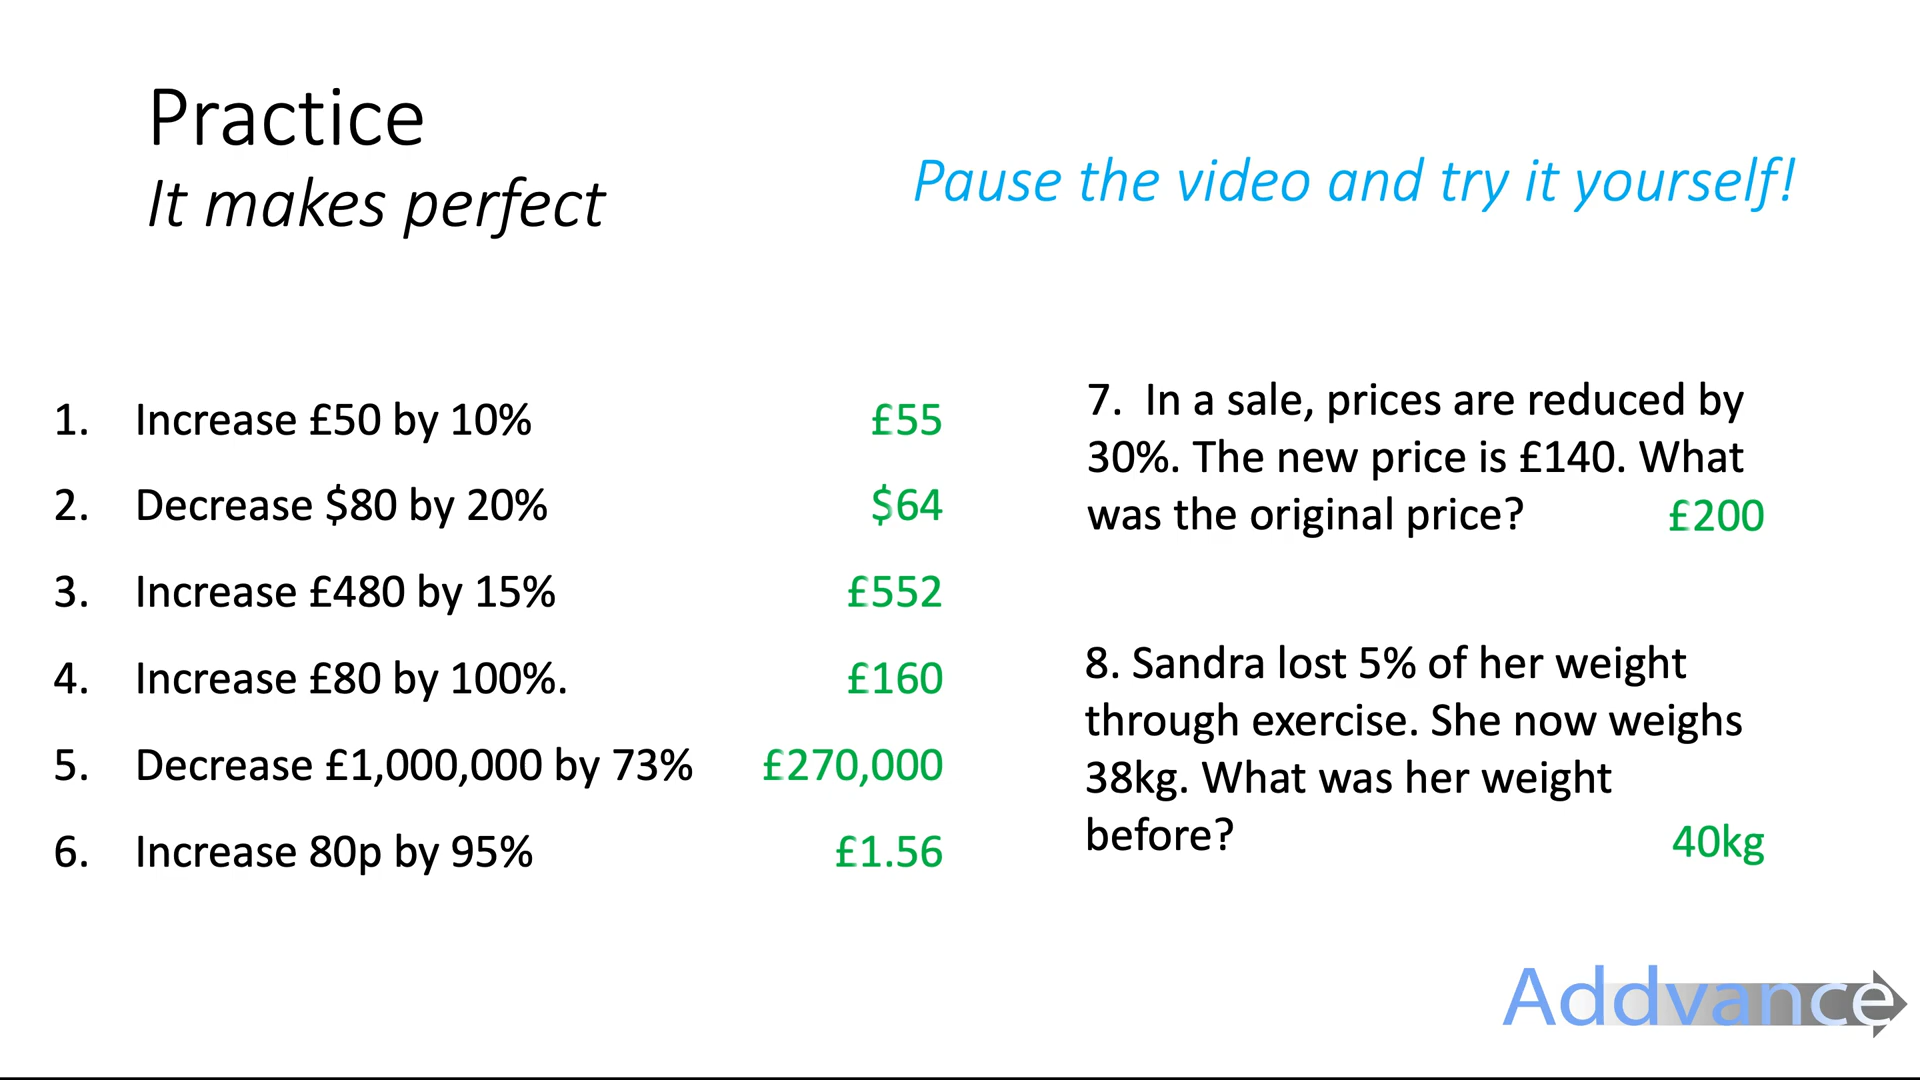 Practice
It makes perfect
Pause the video and try it yourself!
1. Increase £50 by 10% £55
2. Decrease $80 by 20% $64
3. Increase £480 by 15% £552
4. Increase £80 by 100%. £160
5. Decrease £1,000,000 by 73% £270,000
6. Increase 80p by 95% £1.56
7. In a sale, prices are reduced by
30%. The new price is £140. What
was the original price? £200
8. Sandra lost 5% of her weight
through exercise. She now weighs
38kg. What was her weight
before? 40kg
Addvance